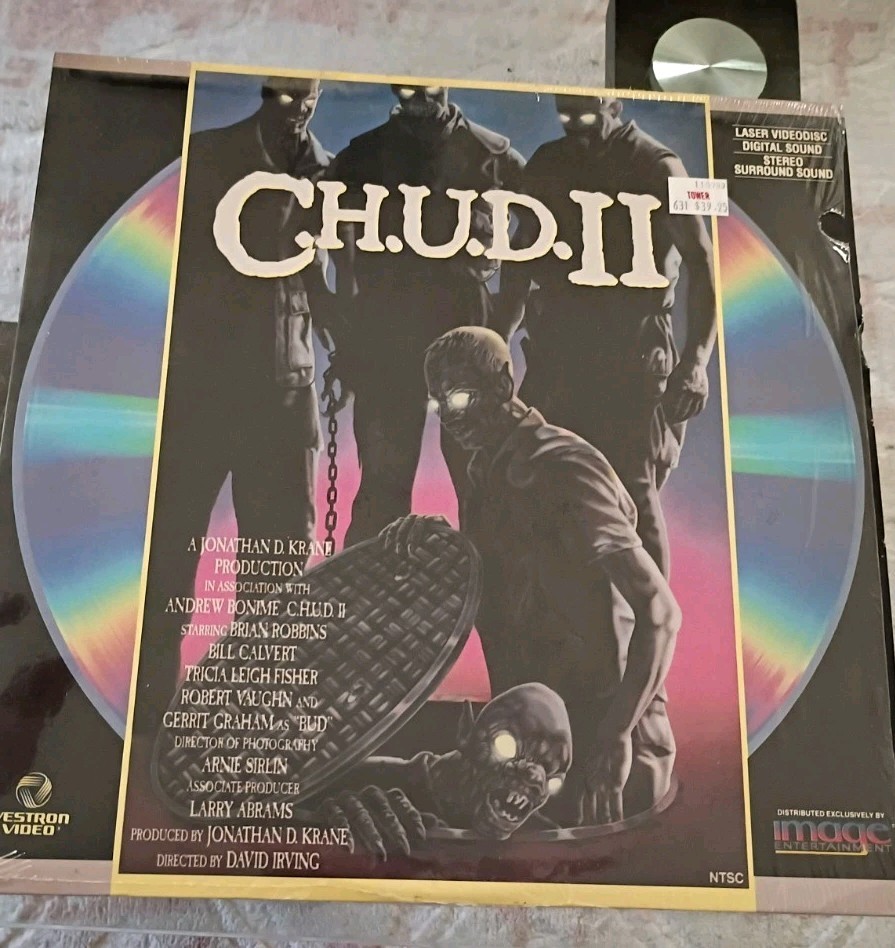 LASER VIDEODISC
DIGITAL SOUND
STEREO
SURROUND SOUND
TOWER
631 $39.95
C.H.U.D. II
A JONATHAN D. KRANE
PRODUCTION
IN ASSOCIATION WITH
ANDREW BONIME C.H.U.D. II
STARRING BRIAN ROBBINS
BILL CALVERT
TRICIA LEIGH FISHER
ROBERT VAUGHN AND
GERRIT GRAHAM AS "BUD"
DIRECTOR OF PHOTOGRAPHY
ARNIE SIRLIN
ASSOCIATE PRODUCER
LARRY ABRAMS
PRODUCED BY JONATHAN D. KRANE
DIRECTED BY DAVID IRVING
VESTRON
VIDEO
DISTRIBUTED EXCLUSIVELY BY
image
ENTERTAINMENT
NTSC